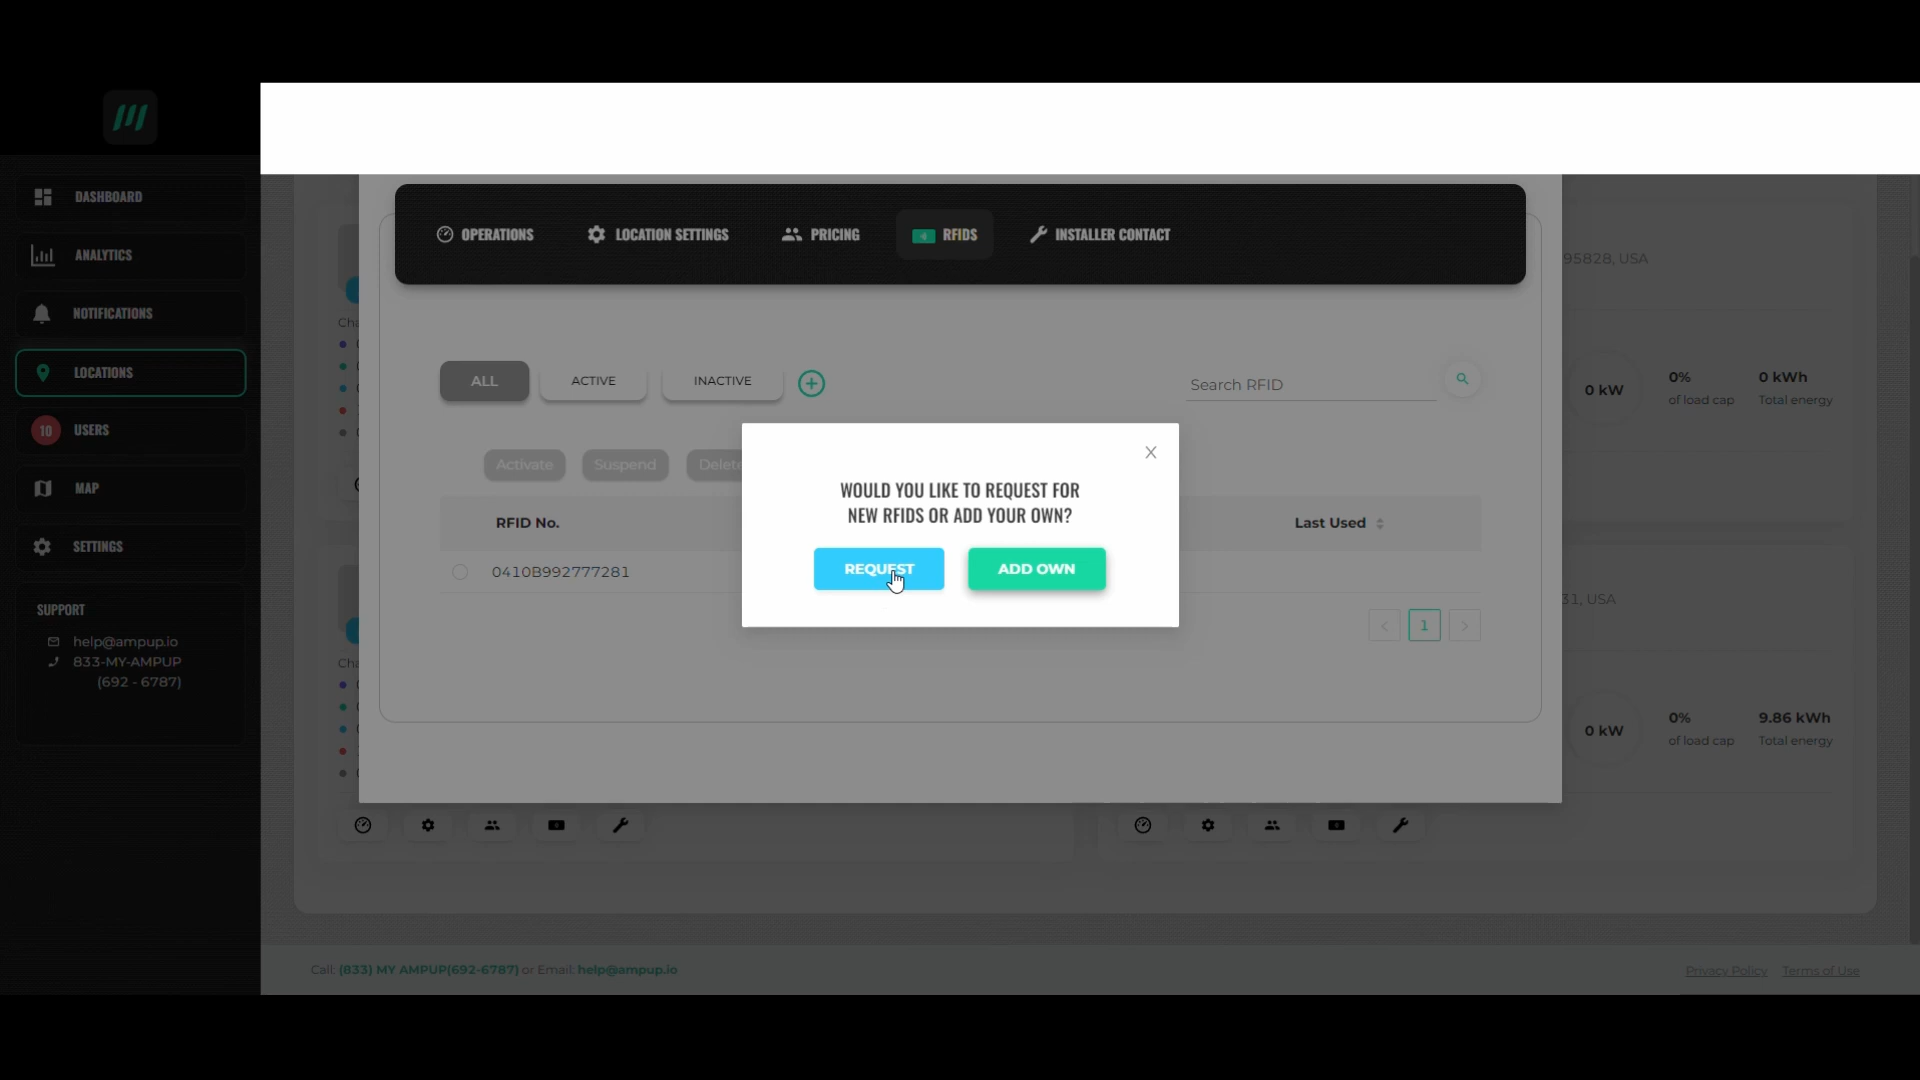 DASHBOARD
ANALYTICS
NOTIFICATIONS
LOCATIONS
10 USERS
MAP
SETTINGS
SUPPORT
help@ampup.io
833-MY-AMPUP
(692 - 6787)
OPERATIONS LOCATION SETTINGS PRICING RFIDS INSTALLER CONTACT
ALL ACTIVE INACTIVE Search RFID
Activate Suspend Delete
RFID No. Last Used
0410B992777281
1
WOULD YOU LIKE TO REQUEST FOR
NEW RFIDS OR ADD YOUR OWN?
REQUEST ADD OWN
X
95828, USA
0 kW 0% 0 kWh
of load cap Total energy
31, USA
0 kW 0% 9.86 kWh
of load cap Total energy
Cha
Cha
Call: (833) MY AMPUP(692-6787) or Email: help@ampup.io
Privacy Policy Terms of Use